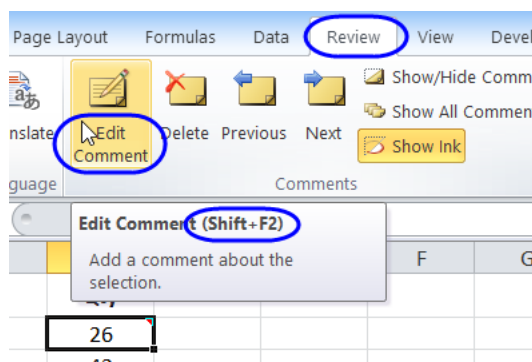 Page Layout Formulas Data Review View Devel
あ
Show/Hide Comm
Show All Commen
nslate Edit Delete Previous Next Show Ink
Comment
guage Comments
Edit Comment (Shift+F2)
Add a comment about the F G
selection.
26